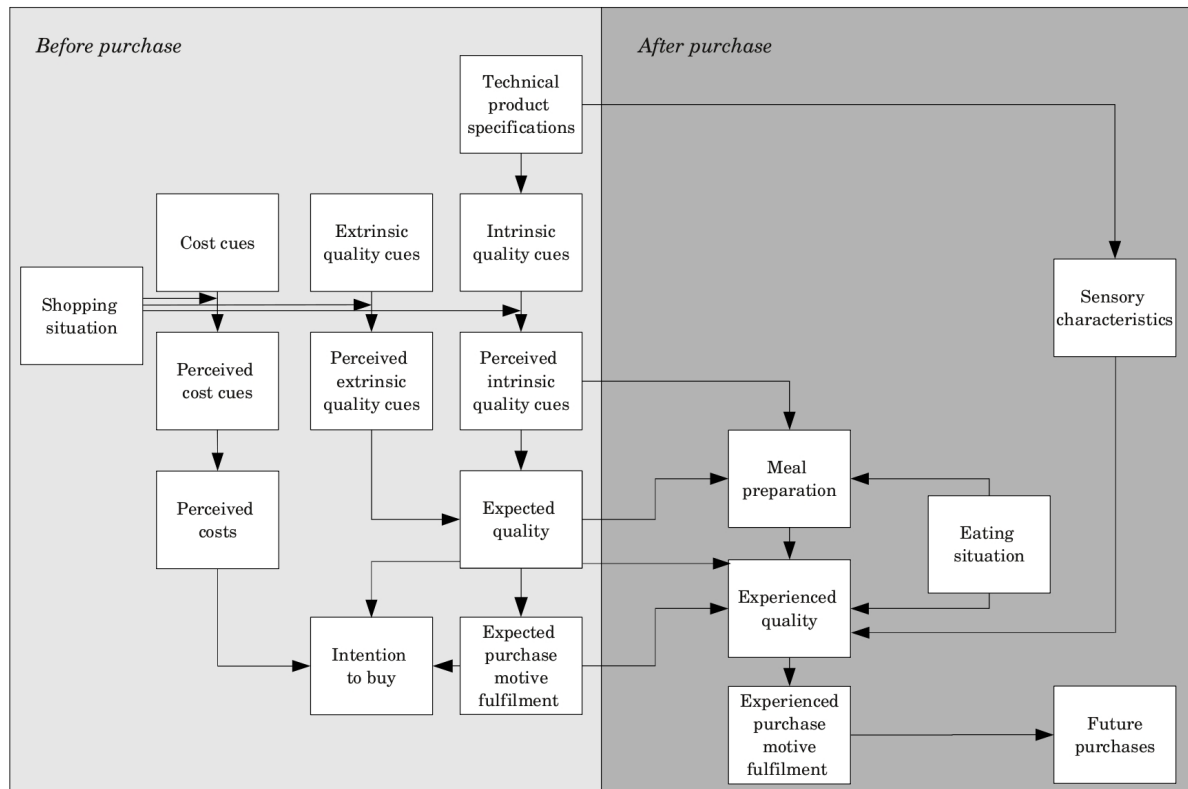 Before purchase
After purchase
Technical
product
specifications
Cost cues
Extrinsic
quality cues
Intrinsic
quality cues
Shopping
situation
Sensory
characteristics
Perceived
cost cues
Perceived
extrinsic
quality cues
Perceived
intrinsic
quality cues
Meal
preparation
Perceived
costs
Expected
quality
Eating
situation
Experienced
quality
Intention
to buy
Expected
purchase
motive
fulfilment
Experienced
purchase
motive
fulfilment
Future
purchases